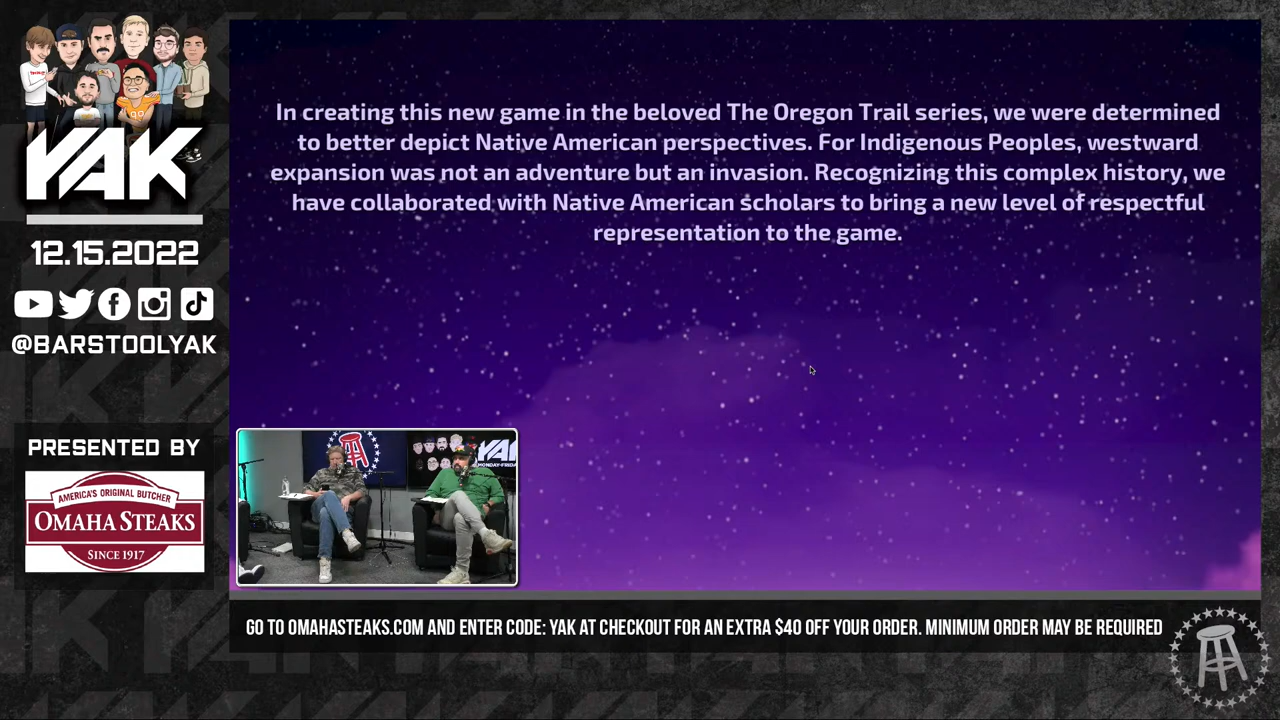 YAK
12.15.2022
@BARSTOOLYAK
PRESENTED BY
AMERICA'S ORIGINAL BUTCHER
OMAHA STEAKS
SINCE 1917
In creating this new game in the beloved The Oregon Trail series, we were determined
to better depict Native American perspectives. For Indigenous Peoples, westward
expansion was not an adventure but an invasion. Recognizing this complex history, we
have collaborated with Native American scholars to bring a new level of respectful
representation to the game.
YAK
MONDAY-FRIDAY
GO TO OMAHASTEAKS.COM AND ENTER CODE: YAK AT CHECKOUT FOR AN EXTRA $40 OFF YOUR ORDER. MINIMUM ORDER MAY BE REQUIRED